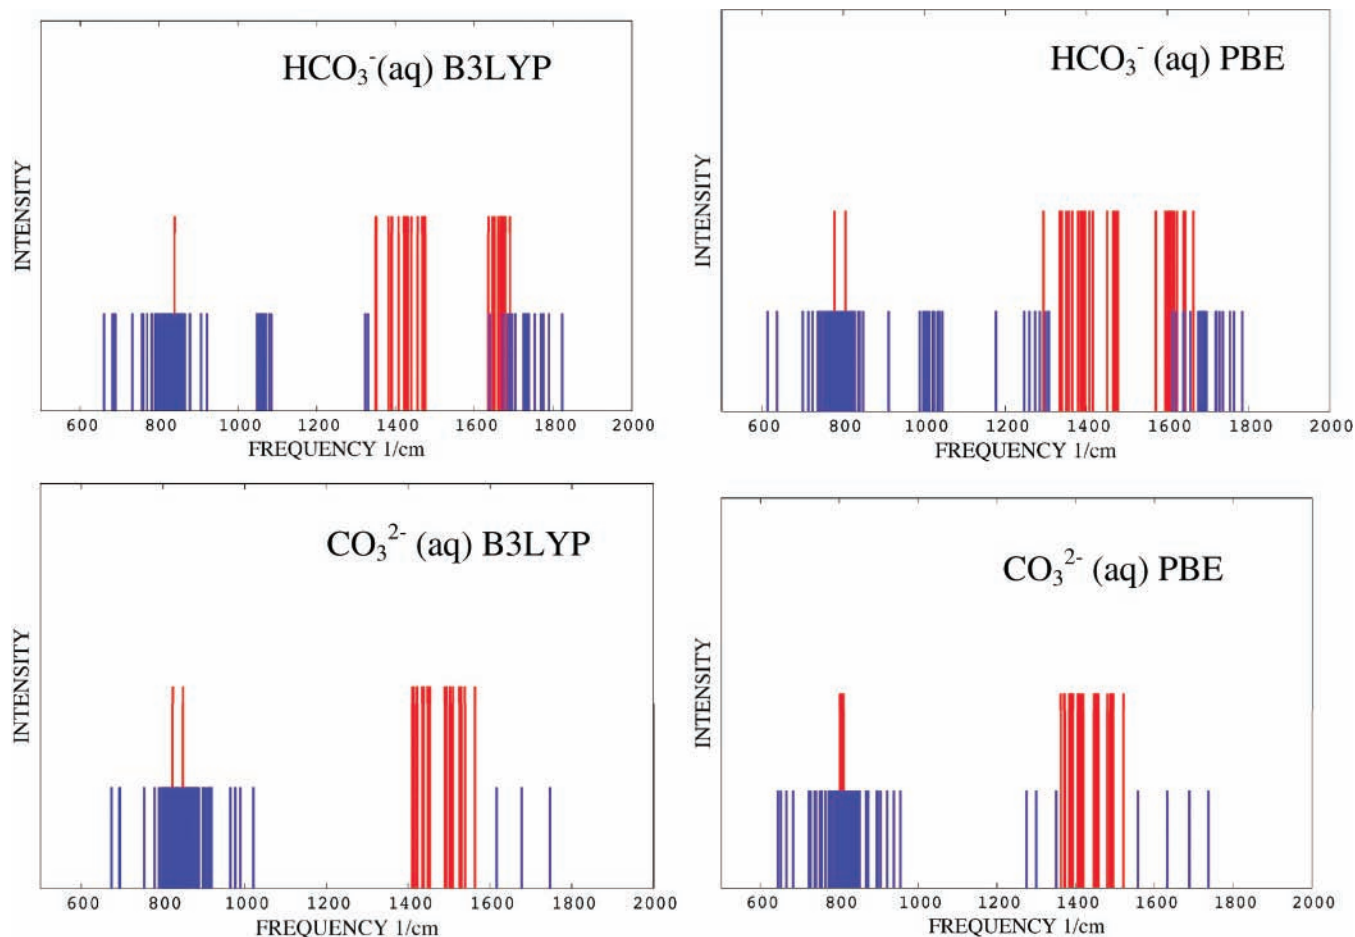 HCO₃⁻(aq) B3LYP
INTENSITY
600 800 1000 1200 1400 1600 1800 2000
FREQUENCY 1/cm
HCO₃⁻ (aq) PBE
INTENSITY
600 800 1000 1200 1400 1600 1800 2000
FREQUENCY 1/cm
CO₃²⁻ (aq) B3LYP
INTENSITY
600 800 1000 1200 1400 1600 1800 2000
FREQUENCY 1/cm
CO₃²⁻ (aq) PBE
INTENSITY
600 800 1000 1200 1400 1600 1800 2000
FREQUENCY 1/cm